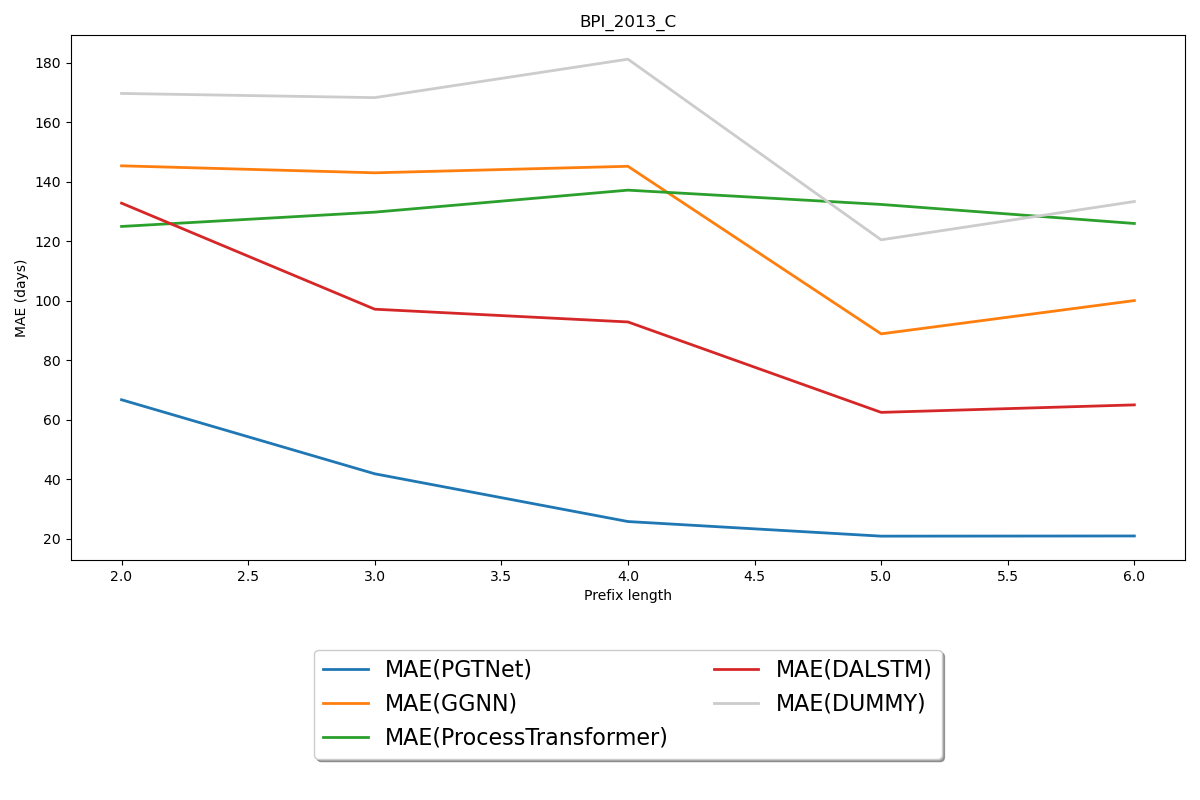 BPI_2013_C
MAE (days)
180
160
140
120
100
80
60
40
20
2.0 2.5 3.0 3.5 4.0 4.5 5.0 5.5 6.0
Prefix length
MAE(PGTNet)
MAE(GGNN)
MAE(ProcessTransformer)
MAE(DALSTM)
MAE(DUMMY)